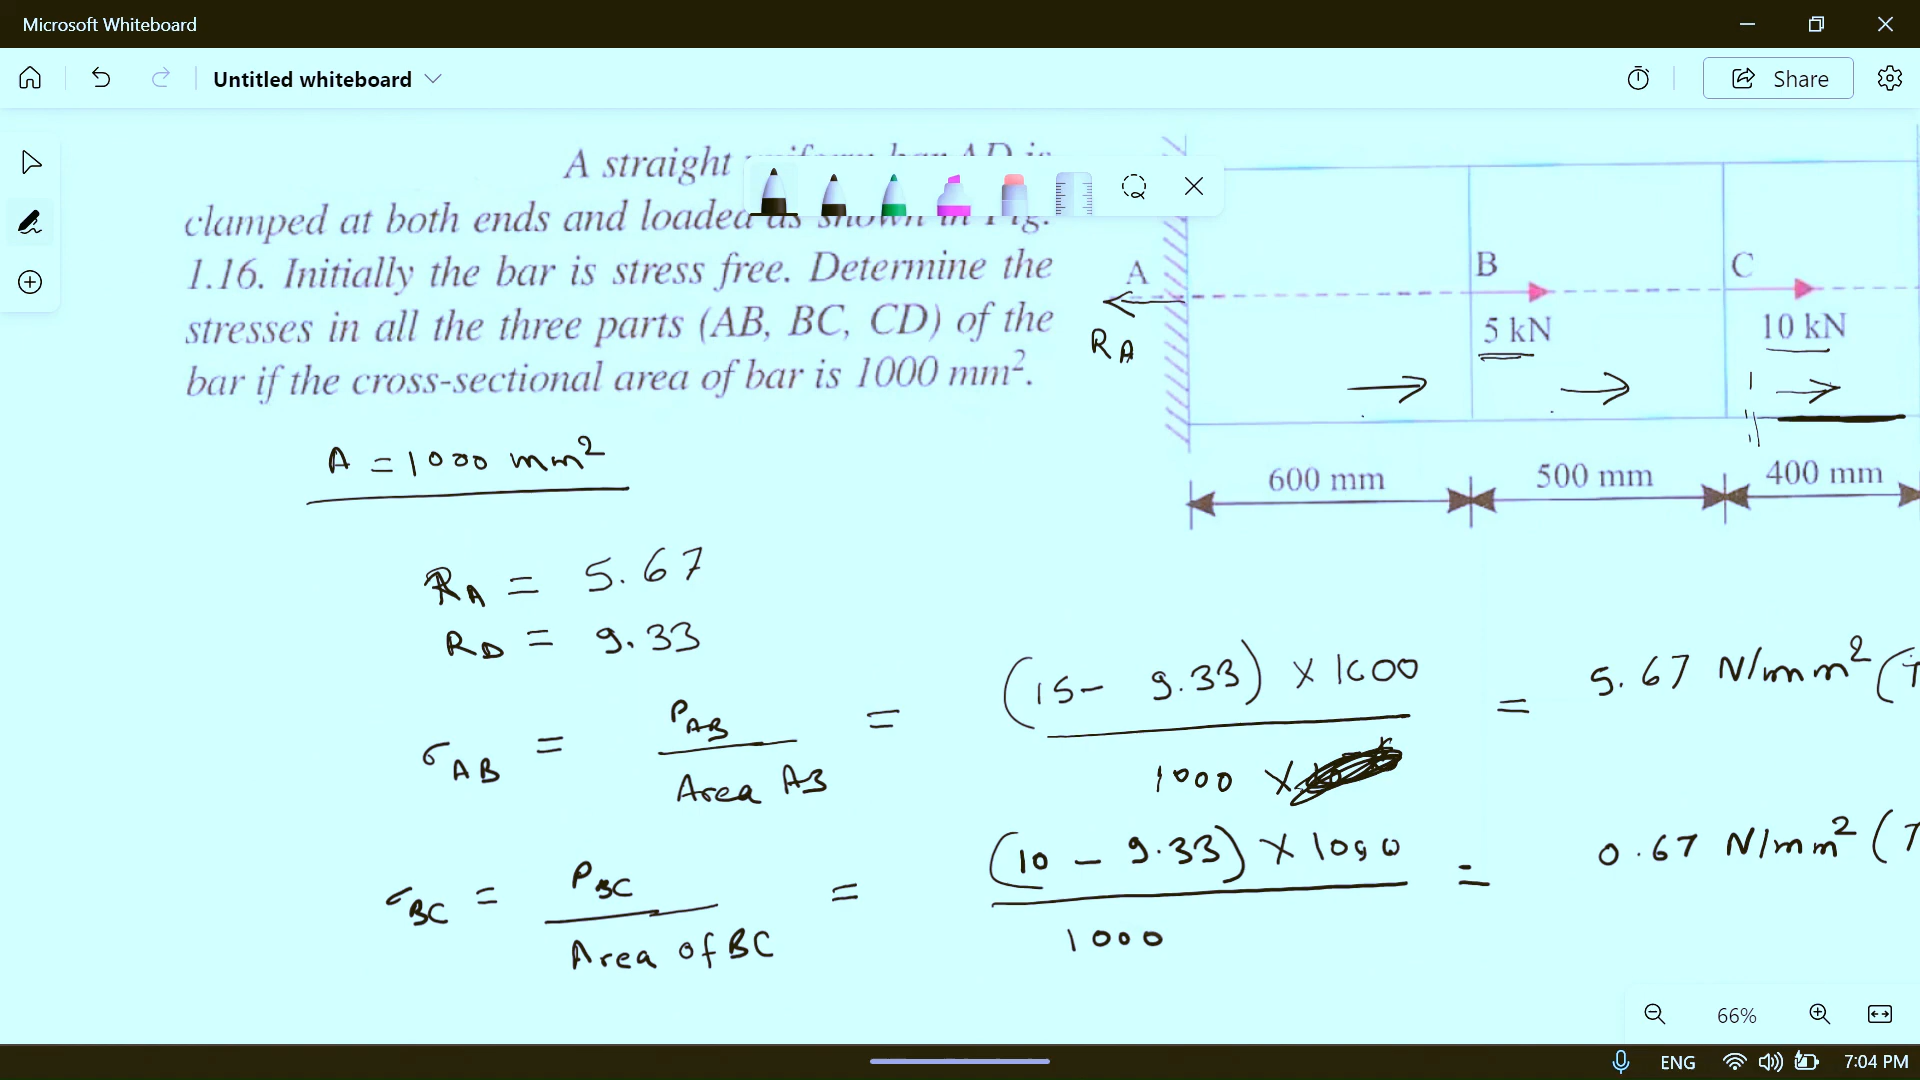 Microsoft Whiteboard
Untitled whiteboard
Share
A straight
clamped at both ends and loaded as shown in Fig.
1.16. Initially the bar is stress free. Determine the
stresses in all the three parts (AB, BC, CD) of the
bar if the cross-sectional area of bar is 1000 mm².
A
B
C
R_A
5 kN
10 kN
600 mm
500 mm
400 mm
A = 1000 mm²
R_A = 5.67
R_D = 9.33
σ_AB = P_AB / Area AB = (15 - 9.33) × 1000 / 1000 × = 5.67 N/mm² (T
σ_BC = P_BC / Area of BC = (10 - 9.33) × 1000 / 1000 = 0.67 N/mm² (T
66%
ENG
7:04 PM